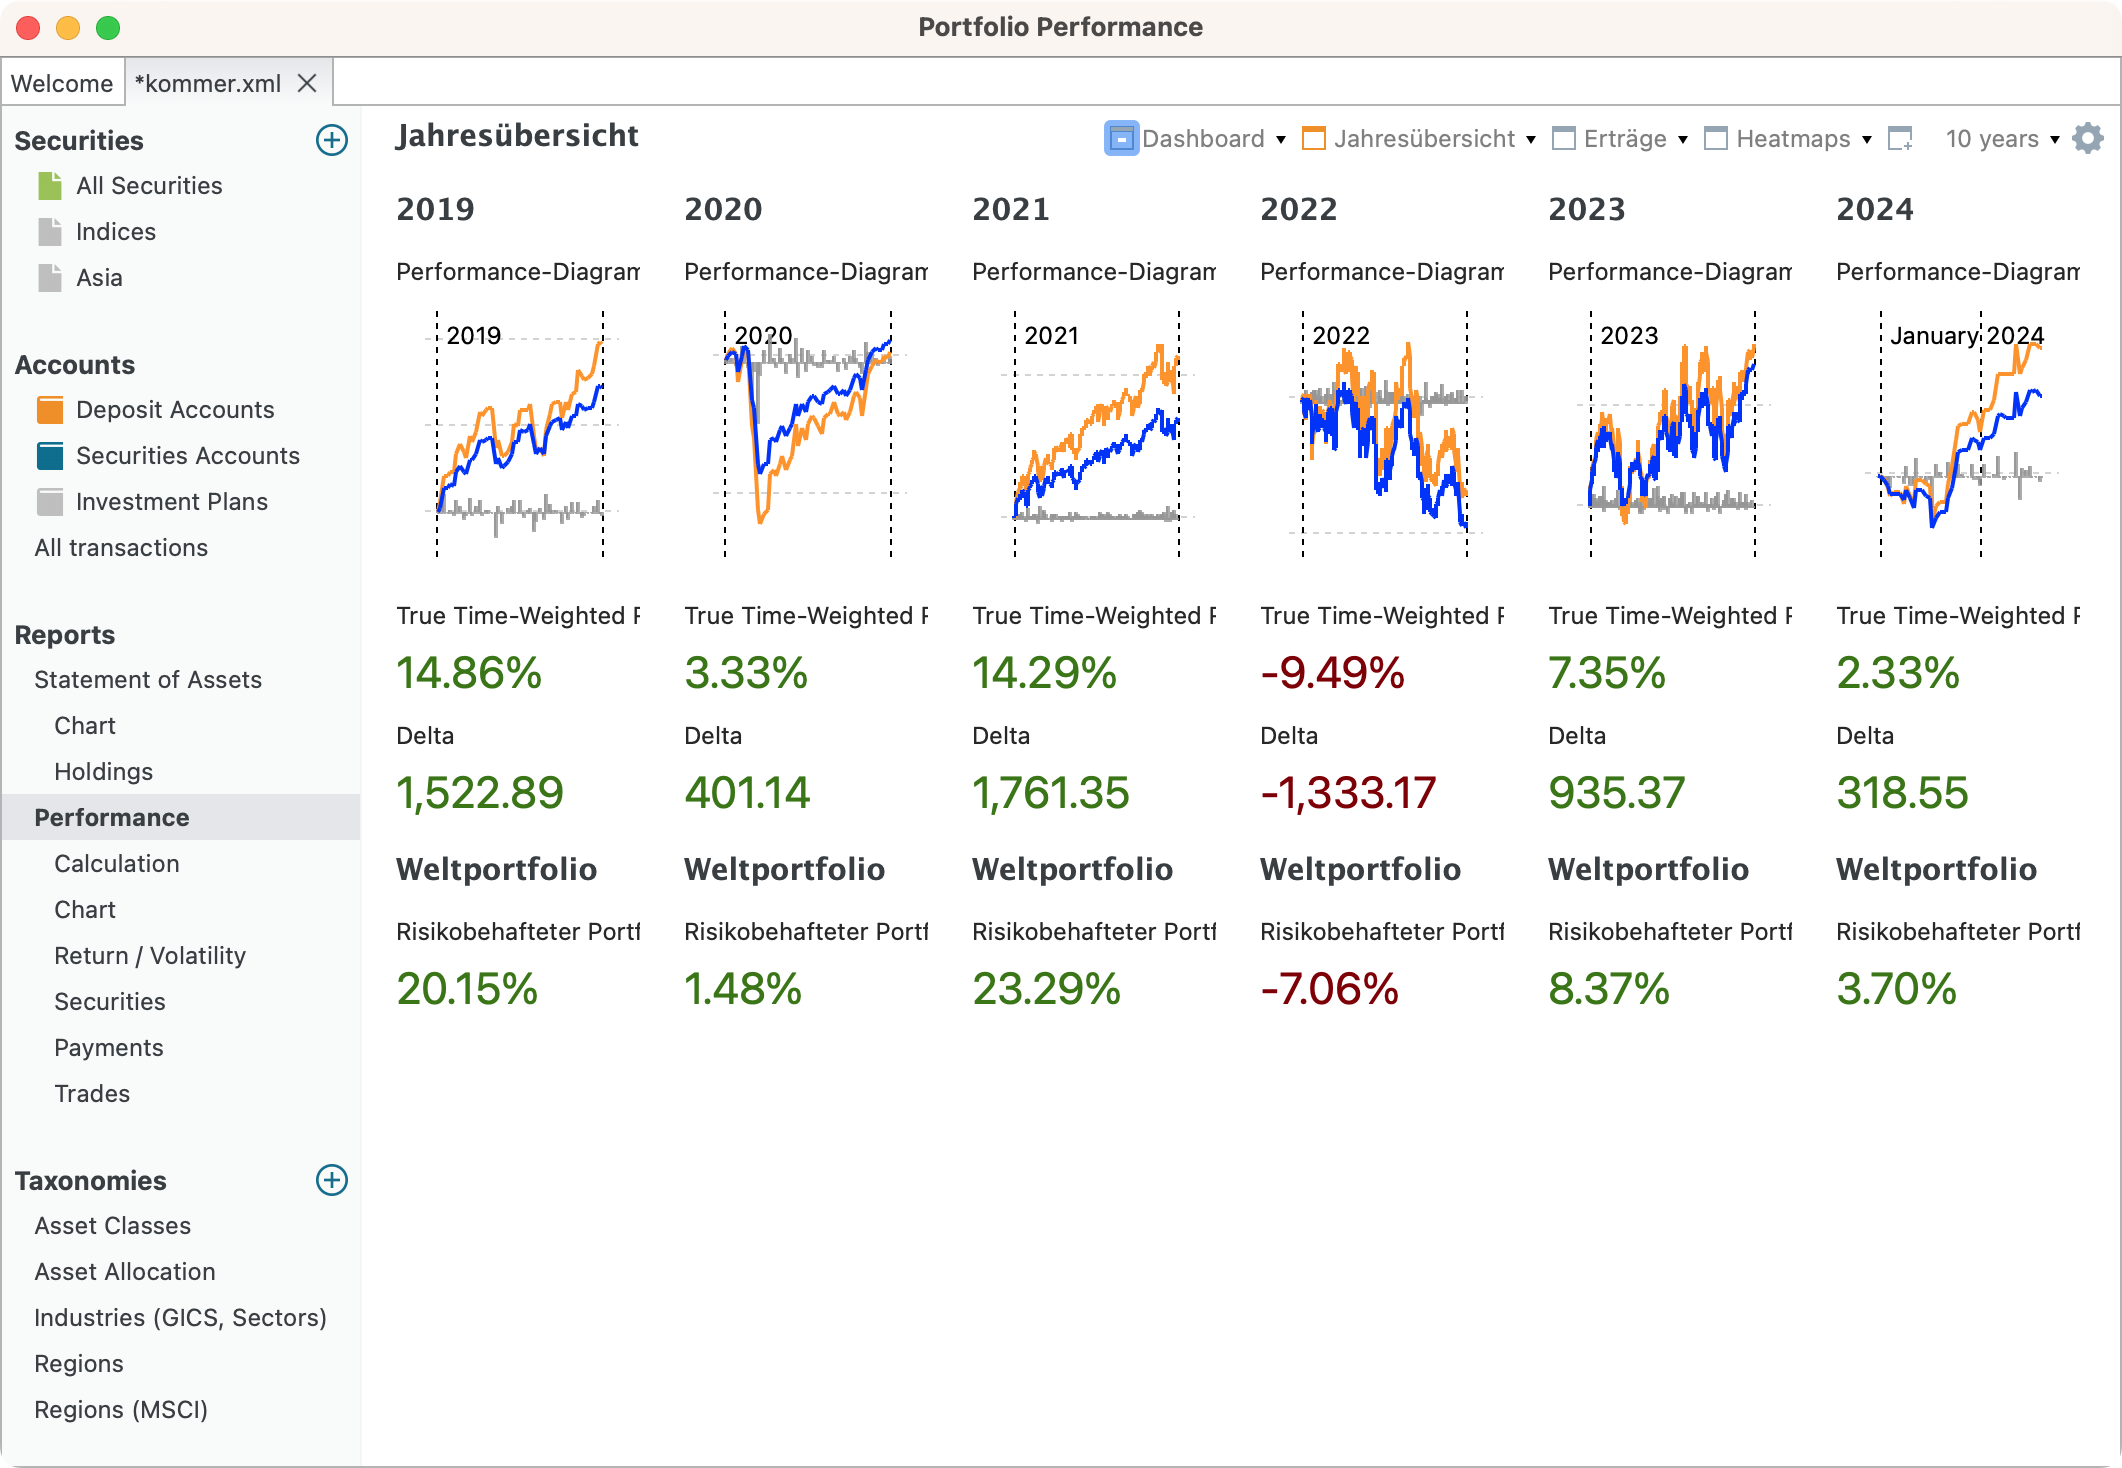 Portfolio Performance
Welcome
*kommer.xml
Securities
All Securities
Indices
Asia
Accounts
Deposit Accounts
Securities Accounts
Investment Plans
All transactions
Reports
Statement of Assets
Chart
Holdings
Performance
Calculation
Chart
Return / Volatility
Securities
Payments
Trades
Taxonomies
Asset Classes
Asset Allocation
Industries (GICS, Sectors)
Regions
Regions (MSCI)
Jahresübersicht
Dashboard Jahresübersicht Erträge Heatmaps 10 years
2019 2020 2021 2022 2023 2024
Performance-Diagram Performance-Diagram Performance-Diagram Performance-Diagram Performance-Diagram Performance-Diagram
2019 2020 2021 2022 2023 January 2024
True Time-Weighted True Time-Weighted True Time-Weighted True Time-Weighted True Time-Weighted True Time-Weighted
14.86% 3.33% 14.29% -9.49% 7.35% 2.33%
Delta Delta Delta Delta Delta Delta
1,522.89 401.14 1,761.35 -1,333.17 935.37 318.55
Weltportfolio Weltportfolio Weltportfolio Weltportfolio Weltportfolio Weltportfolio
Risikobehafteter Portf Risikobehafteter Portf Risikobehafteter Portf Risikobehafteter Portf Risikobehafteter Portf Risikobehafteter Portf
20.15% 1.48% 23.29% -7.06% 8.37% 3.70%